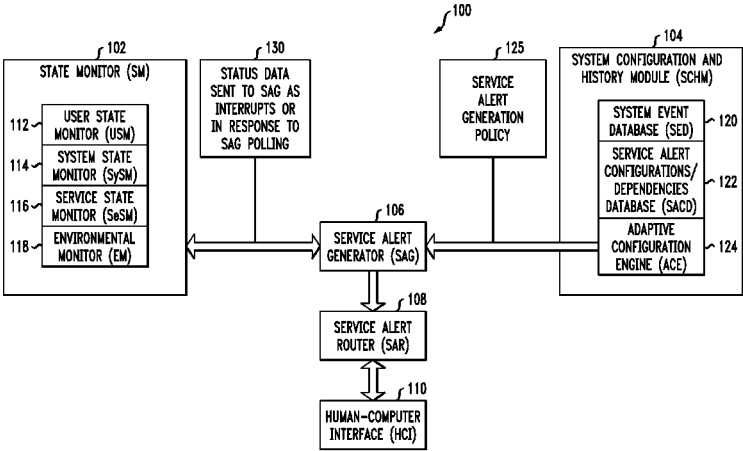 100
102
STATE MONITOR (SM)
112
USER STATE
MONITOR (USM)
114
SYSTEM STATE
MONITOR (SySM)
116
SERVICE STATE
MONITOR (SeSM)
118
ENVIRONMENTAL
MONITOR (EM)
130
STATUS DATA
SENT TO SAG AS
INTERRUPTS OR
IN RESPONSE TO
SAG POLLING
125
SERVICE
ALERT
GENERATION
POLICY
104
SYSTEM CONFIGURATION AND
HISTORY MODULE (SCHM)
SYSTEM EVENT
DATABASE (SED)
120
SERVICE ALERT
CONFIGURATIONS/
DEPENDENCIES
DATABASE (SACD)
122
ADAPTIVE
CONFIGURATION
ENGINE (ACE)
124
106
SERVICE ALERT
GENERATOR (SAG)
108
SERVICE ALERT
ROUTER (SAR)
110
HUMAN-COMPUTER
INTERFACE (HCI)